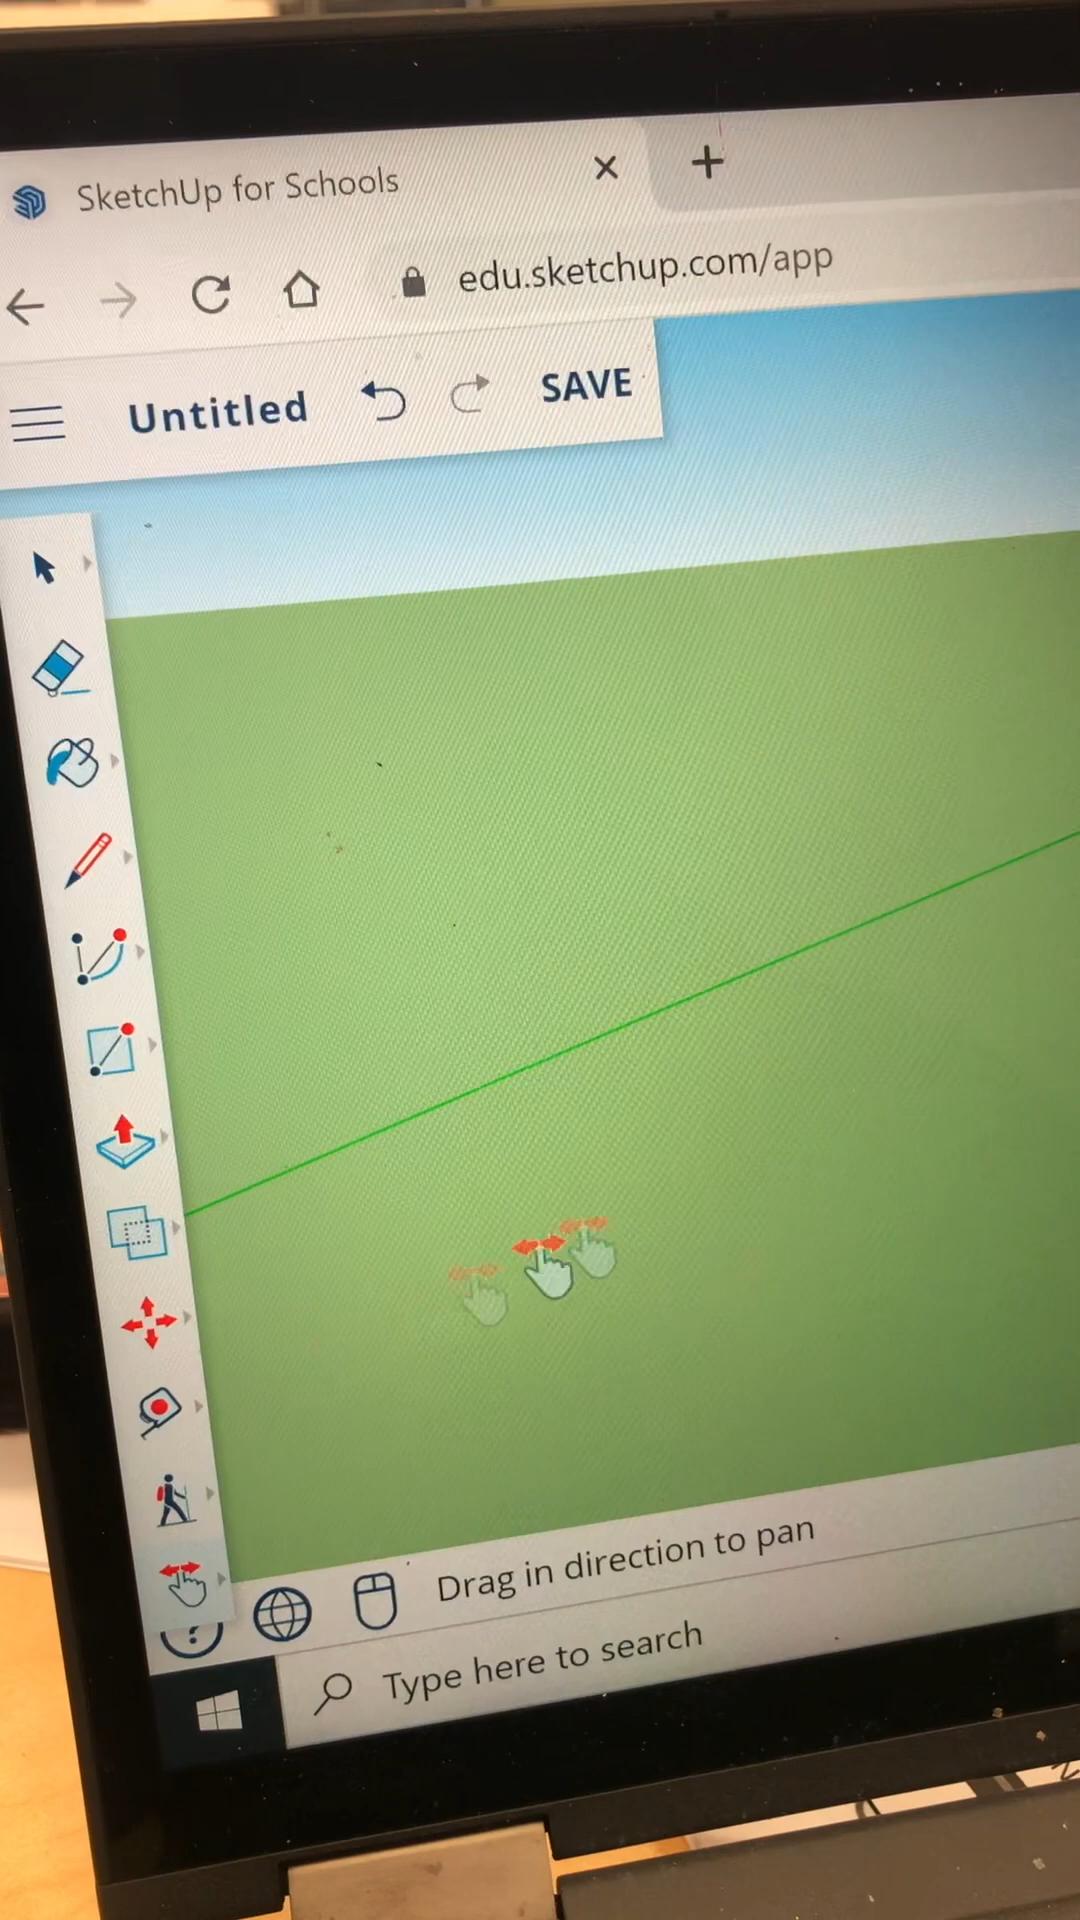 SketchUp for Schools
edu.sketchup.com/app
Untitled
SAVE
Drag in direction to pan
Type here to search